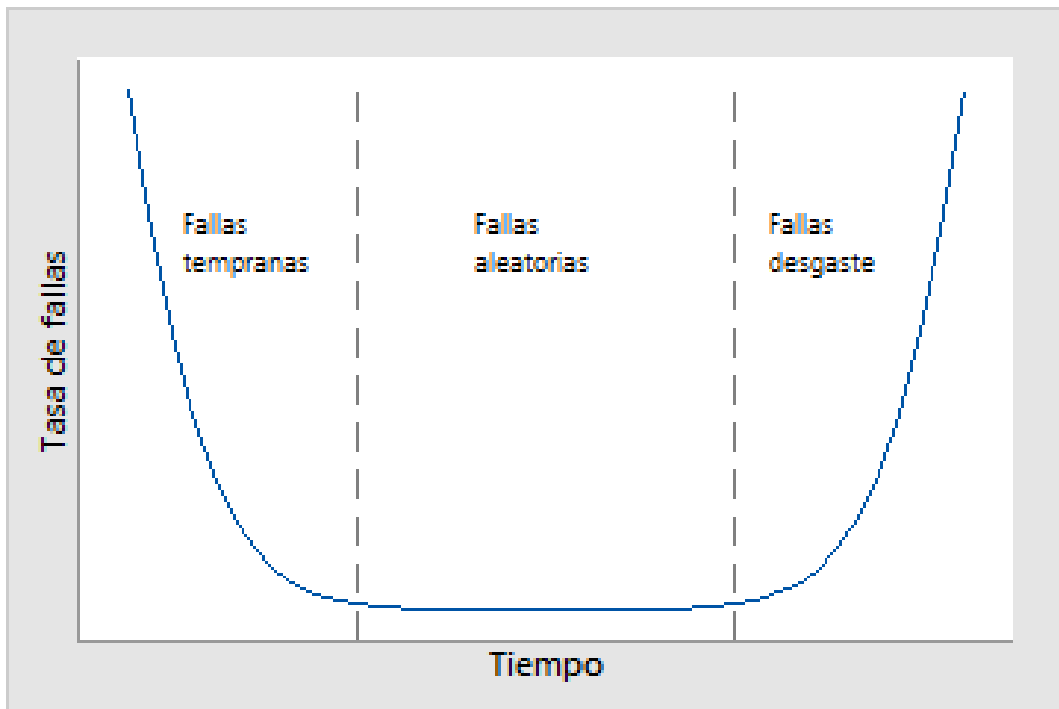 Fallas
tempranas
Fallas
aleatorias
Fallas
desgaste
Tasa de fallas
Tiempo